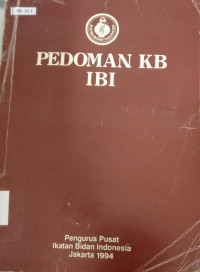 PEDOMAN KB
IBI
Pengurus Pusat
Ikatan Bidan Indonesia
Jakarta 1994